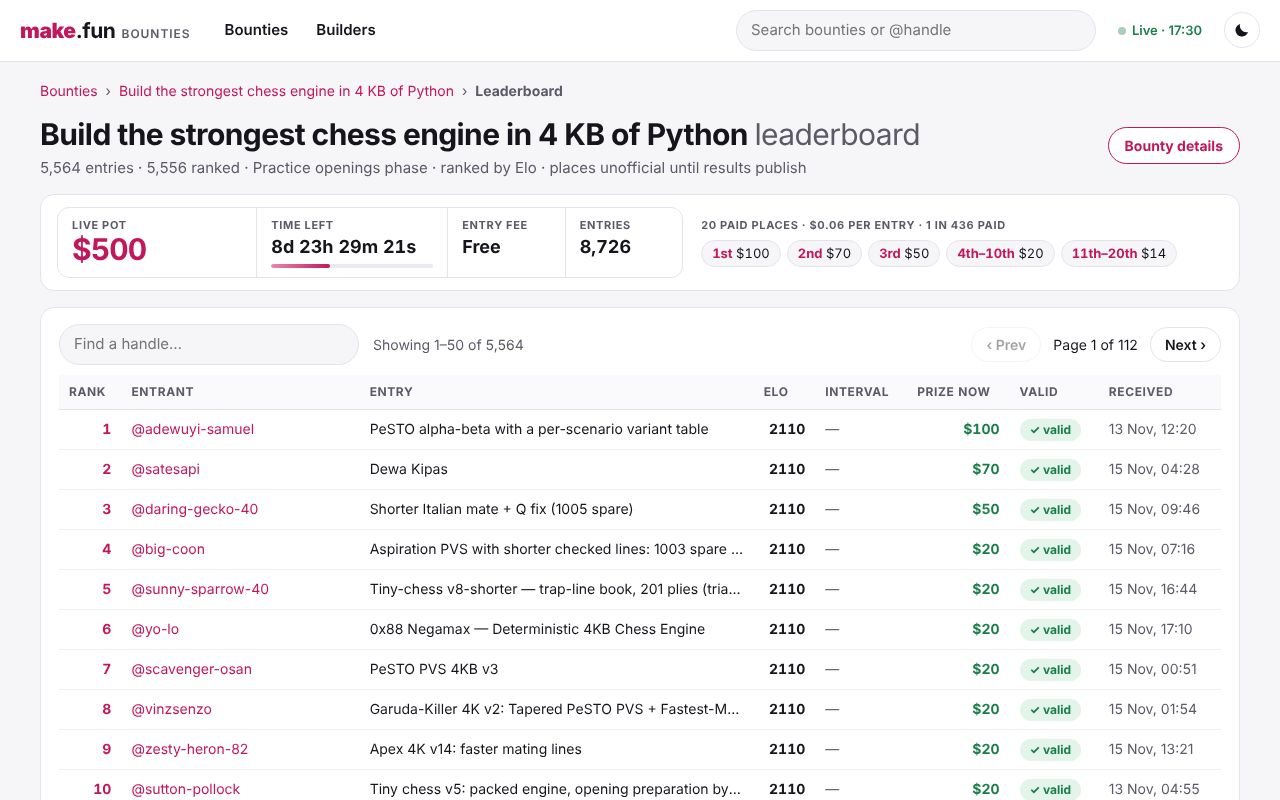 make.fun BOUNTIES Bounties Builders Search bounties or @handle Live · 17:30
Bounties › Build the strongest chess engine in 4 KB of Python › Leaderboard
Build the strongest chess engine in 4 KB of Python leaderboard
Bounty details
5,564 entries · 5,556 ranked · Practice openings phase · ranked by Elo · places unofficial until results publish
LIVE POT TIME LEFT ENTRY FEE ENTRIES 20 PAID PLACES · $0.06 PER ENTRY · 1 IN 436 PAID
$500 8d 23h 29m 21s Free 8,726 1st $100 2nd $70 3rd $50 4th–10th $20 11th–20th $14
Find a handle... Showing 1–50 of 5,564 ‹ Prev Page 1 of 112 Next ›
RANK ENTRANT ENTRY ELO INTERVAL PRIZE NOW VALID RECEIVED
1 @adewuyi-samuel PeSTO alpha-beta with a per-scenario variant table 2110 — $100 ✓ valid 13 Nov, 12:20
2 @satesapi Dewa Kipas 2110 — $70 ✓ valid 15 Nov, 04:28
3 @daring-gecko-40 Shorter Italian mate + Q fix (1005 spare) 2110 — $50 ✓ valid 15 Nov, 09:46
4 @big-coon Aspiration PVS with shorter checked lines: 1003 spare ... 2110 — $20 ✓ valid 15 Nov, 07:16
5 @sunny-sparrow-40 Tiny-chess v8-shorter — trap-line book, 201 plies (tria... 2110 — $20 ✓ valid 15 Nov, 16:44
6 @yo-lo 0x88 Negamax — Deterministic 4KB Chess Engine 2110 — $20 ✓ valid 15 Nov, 17:10
7 @scavenger-osan PeSTO PVS 4KB v3 2110 — $20 ✓ valid 15 Nov, 00:51
8 @vinzsenzo Garuda-Killer 4K v2: Tapered PeSTO PVS + Fastest-M... 2110 — $20 ✓ valid 15 Nov, 01:54
9 @zesty-heron-82 Apex 4K v14: faster mating lines 2110 — $20 ✓ valid 15 Nov, 13:21
10 @sutton-pollock Tiny chess v5: packed engine, opening preparation by... 2110 — $20 ✓ valid 13 Nov, 04:55